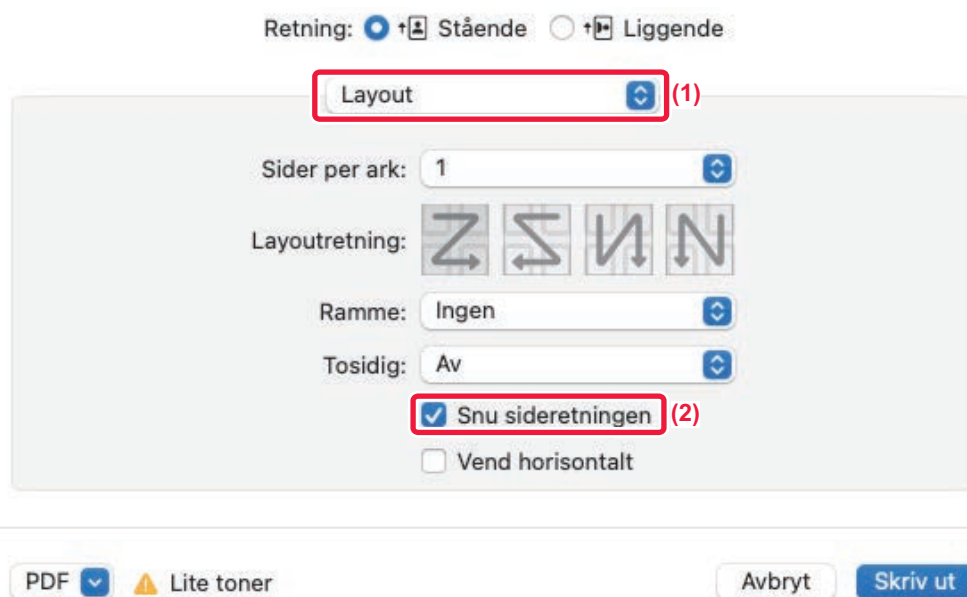 Retning: Stående Liggende
Layout (1)
Sider per ark: 1
Layoutretning:
Ramme: Ingen
Tosidig: Av
Snu sideretningen (2)
Vend horisontalt
PDF Lite toner Avbryt Skriv ut